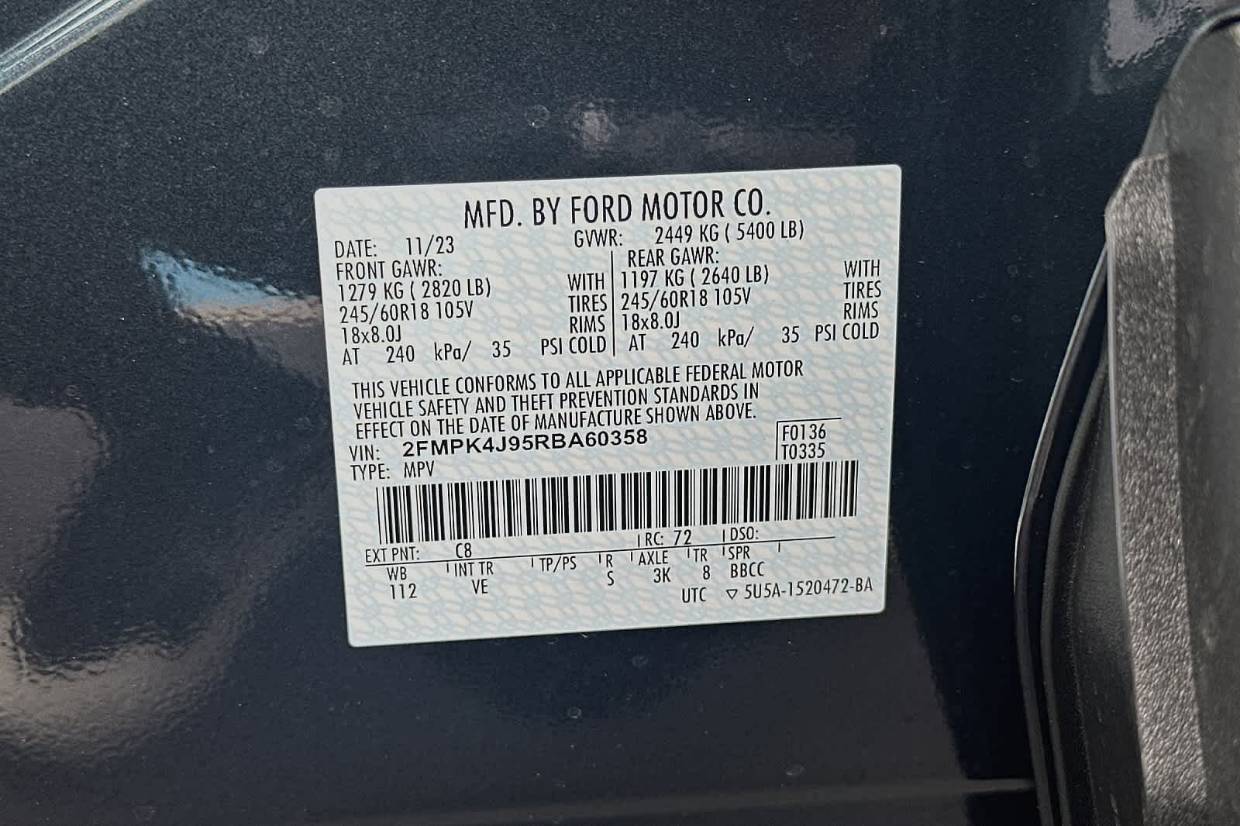 MFD. BY FORD MOTOR CO.
DATE: 11/23 GVWR: 2449 KG ( 5400 LB)
FRONT GAWR: REAR GAWR:
1279 KG ( 2820 LB) WITH 1197 KG ( 2640 LB) WITH
245/60R18 105V TIRES 245/60R18 105V TIRES
18x8.0J RIMS 18x8.0J RIMS
AT 240 kPa/ 35 PSI COLD AT 240 kPa/ 35 PSI COLD
THIS VEHICLE CONFORMS TO ALL APPLICABLE FEDERAL MOTOR
VEHICLE SAFETY AND THEFT PREVENTION STANDARDS IN
EFFECT ON THE DATE OF MANUFACTURE SHOWN ABOVE.
VIN: 2FMPK4J95RBA60358 F0136
TYPE: MPV T0335
EXT PNT: C8 RC: 72 DSO:
WB INT TR TP/PS R AXLE TR SPR
112 VE S 3K 8 BBCC
UTC ▽ 5U5A-1520472-BA